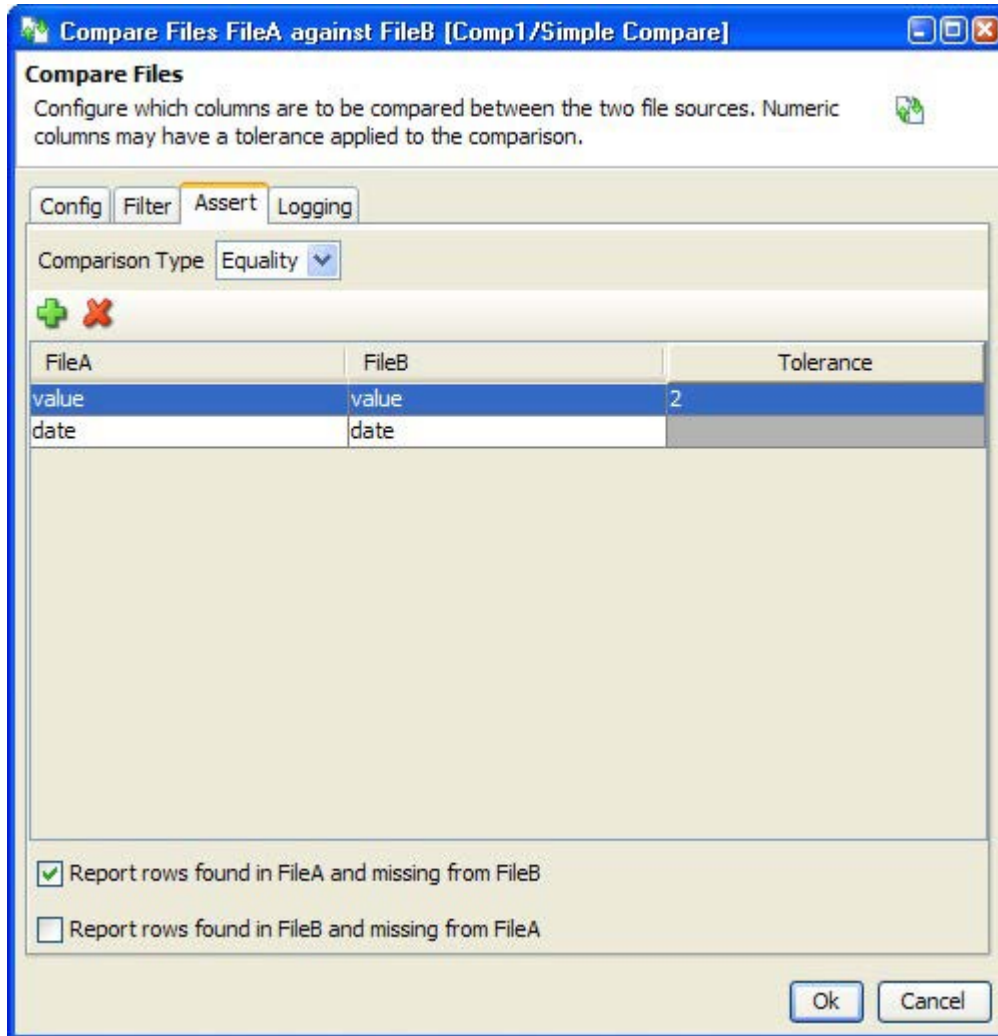 Compare Files FileA against FileB [Comp1/Simple Compare]
Compare Files
Configure which columns are to be compared between the two file sources. Numeric
columns may have a tolerance applied to the comparison.
Config Filter Assert Logging
Comparison Type Equality
FileA FileB Tolerance
value value 2
date date
Report rows found in FileA and missing from FileB
Report rows found in FileB and missing from FileA
Ok Cancel